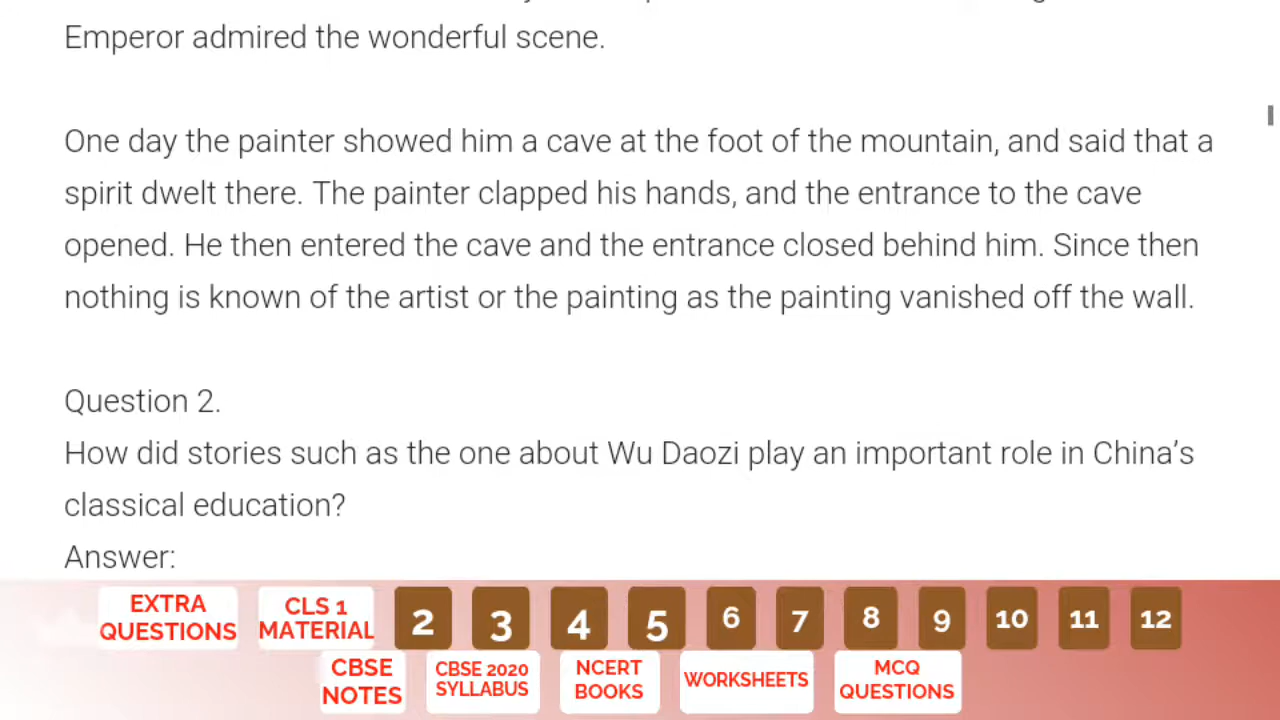 Emperor admired the wonderful scene.
One day the painter showed him a cave at the foot of the mountain, and said that a
spirit dwelt there. The painter clapped his hands, and the entrance to the cave
opened. He then entered the cave and the entrance closed behind him. Since then
nothing is known of the artist or the painting as the painting vanished off the wall.
Question 2.
How did stories such as the one about Wu Daozi play an important role in China’s
classical education?
Answer:
EXTRA QUESTIONS
CLS 1 MATERIAL
2 3 4 5 6 7 8 9 10 11 12
CBSE NOTES
CBSE 2020 SYLLABUS
NCERT BOOKS
WORKSHEETS
MCQ QUESTIONS